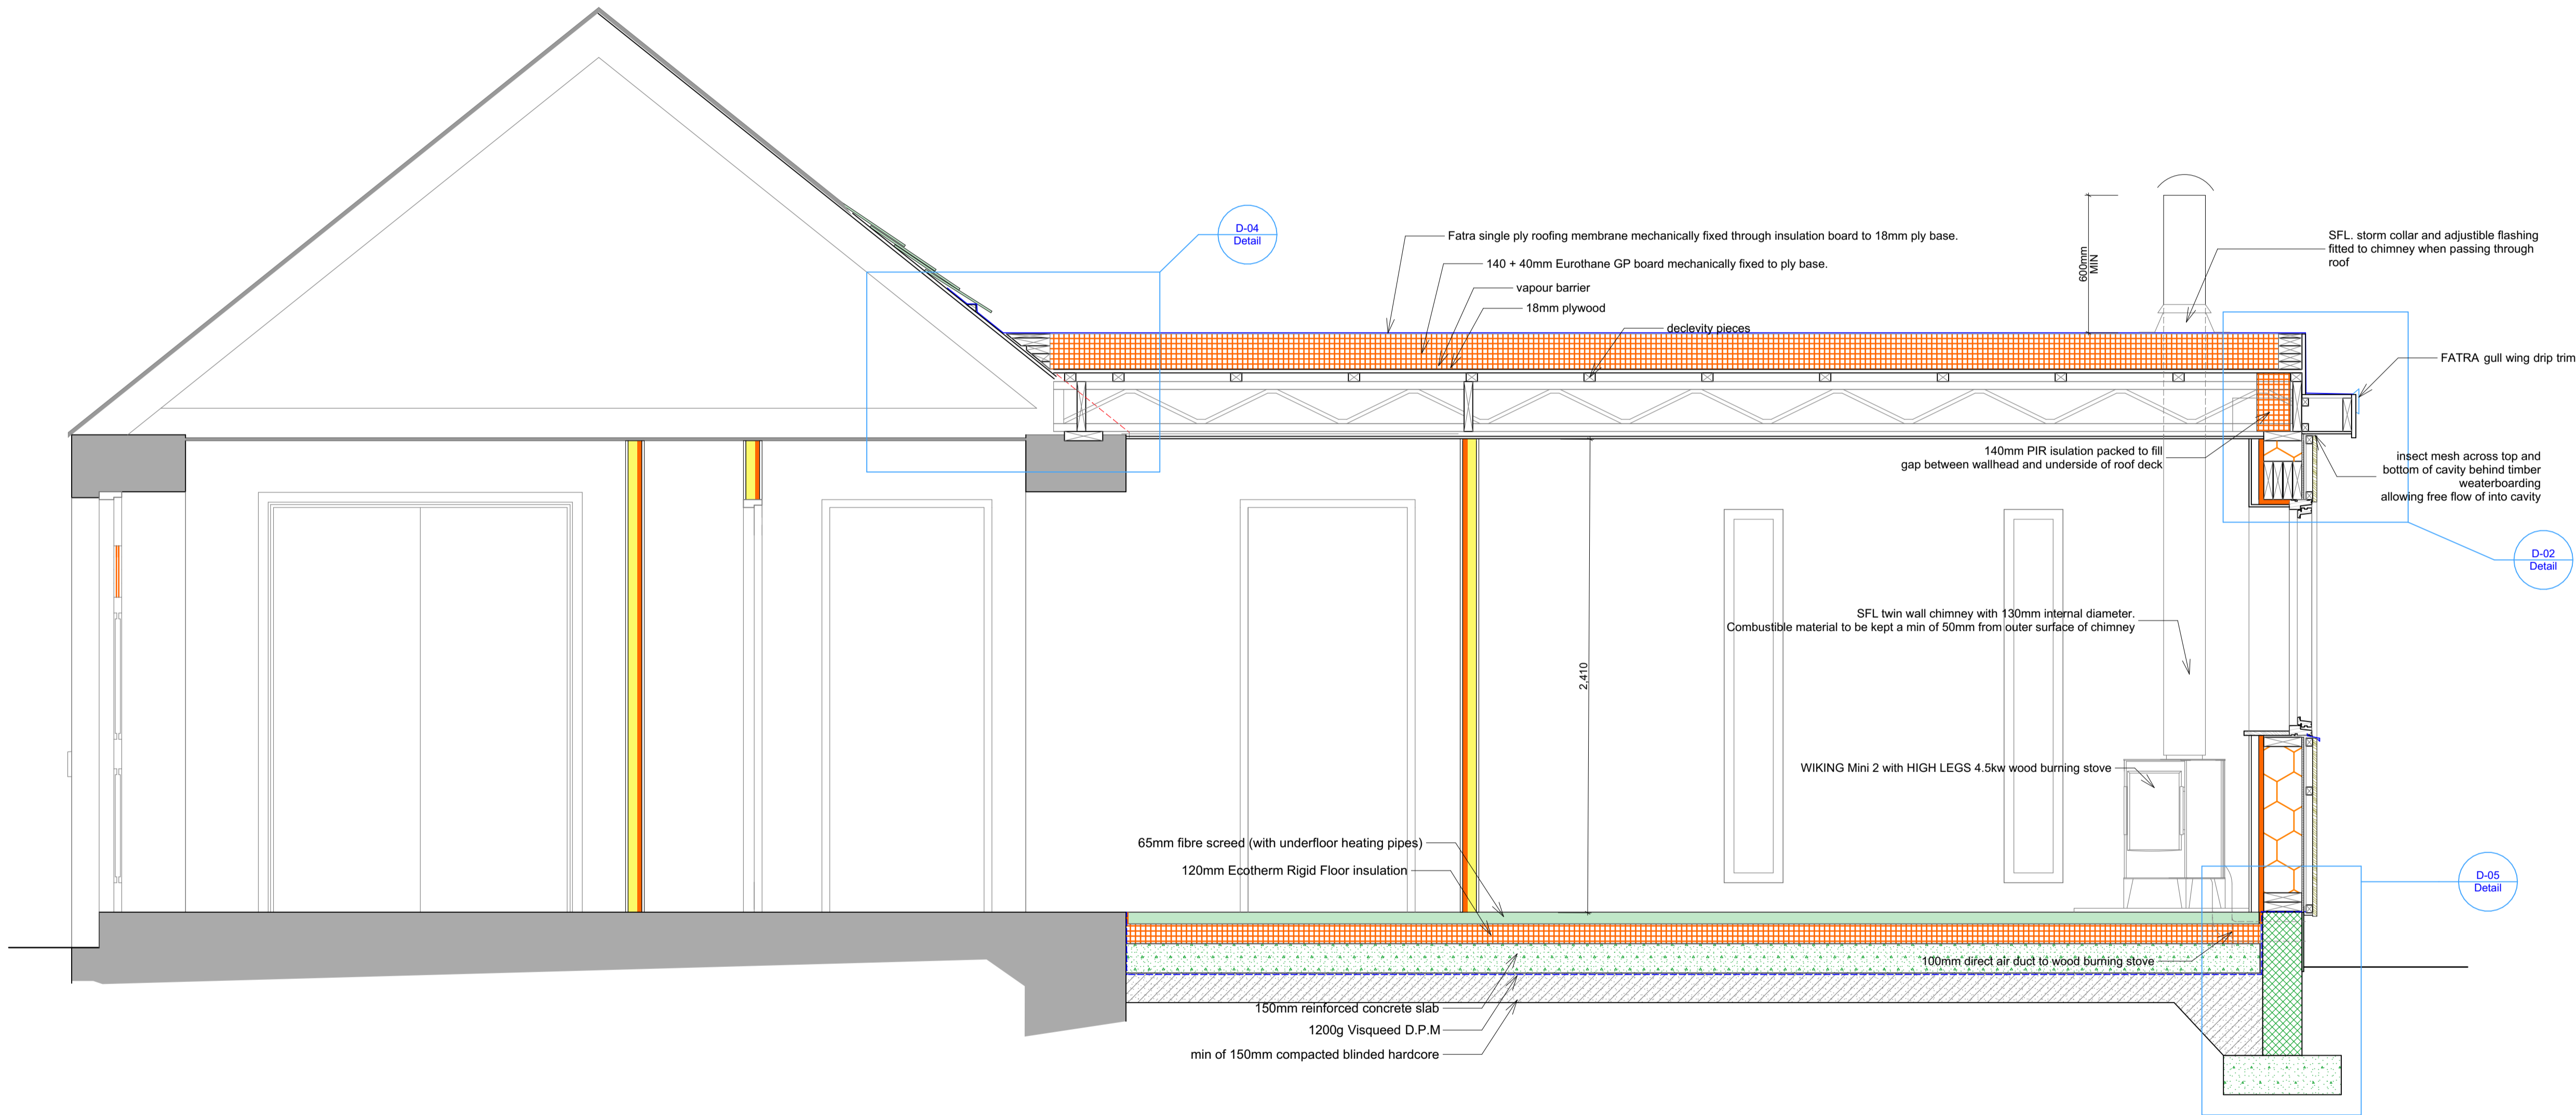 D-04
Detail
Fatra single ply roofing membrane mechanically fixed through insulation board to 18mm ply base.
140 + 40mm Eurothane GP board mechanically fixed to ply base.
vapour barrier
18mm plywood
declevity pieces
600mm
MIN
SFL. storm collar and adjustible flashing
fitted to chimney when passing through
roof
FATRA gull wing drip trim
140mm PIR isulation packed to fill
gap between wallhead and underside of roof deck
insect mesh across top and
bottom of cavity behind timber
weaterboarding
allowing free flow of into cavity
D-02
Detail
SFL twin wall chimney with 130mm internal diameter.
Combustible material to be kept a min of 50mm from outer surface of chimney
2,410
WIKING Mini 2 with HIGH LEGS 4.5kw wood burning stove
65mm fibre screed (with underfloor heating pipes)
120mm Ecotherm Rigid Floor insulation
D-05
Detail
100mm direct air duct to wood burning stove
150mm reinforced concrete slab
1200g Visqueed D.P.M
min of 150mm compacted blinded hardcore